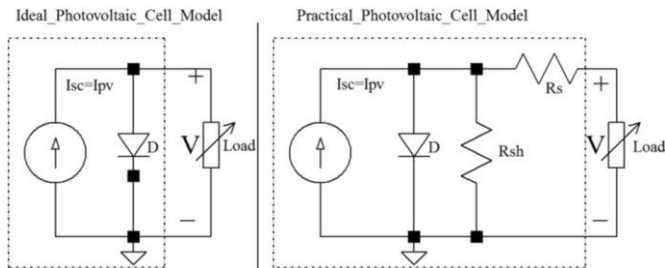 Ideal_Photovoltaic_Cell_Model
Practical_Photovoltaic_Cell_Model
Isc=Ipv
+
D
V
Load
−
Isc=Ipv
D
Rsh
Rs
+
V
Load
−